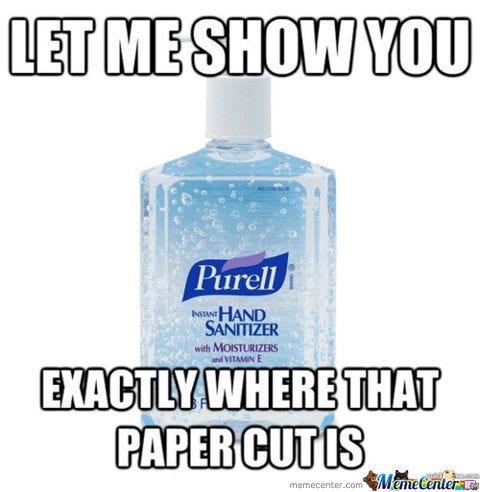 LET ME SHOW YOU
Purell
INSTANT HAND
SANITIZER
with MOISTURIZERS
and VITAMIN E
EXACTLY WHERE THAT
PAPER CUT IS
memecenter.com MemeCenter